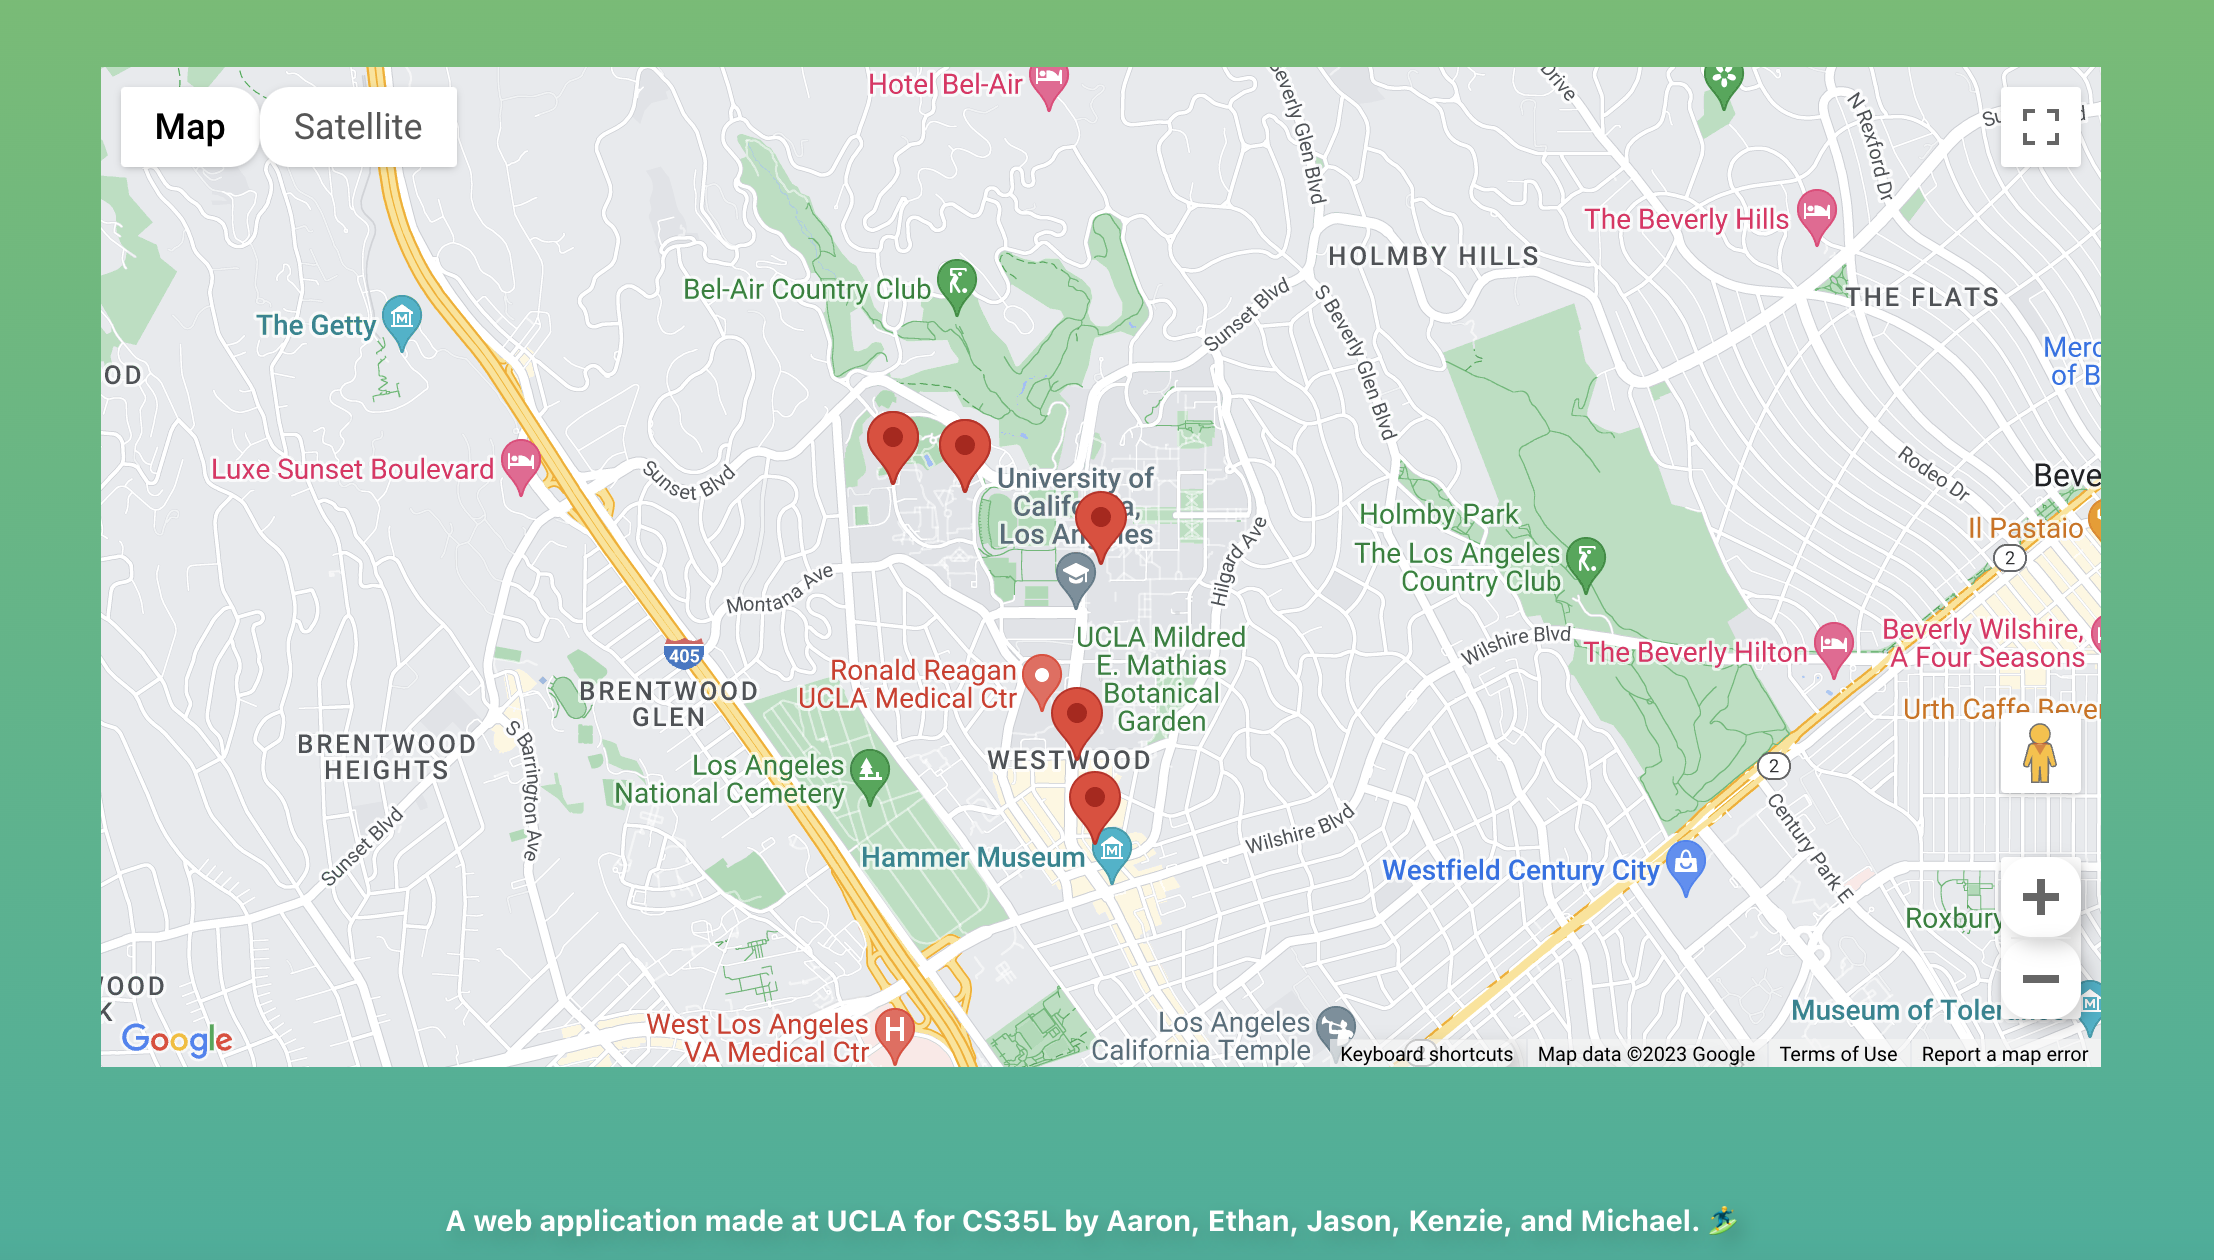 Map
Satellite
Hotel Bel-Air
Beverly Glen Blvd
Drive
N Rexford Dr
The Beverly Hills
HOLMBY HILLS
THE FLATS
Bel-Air Country Club
The Getty
Sunset Blvd
S Beverly Glen Blvd
Merc
of B
OD
Luxe Sunset Boulevard
Sunset Blvd
University of
California,
Los Angeles
Rodeo Dr
Beve
Holmby Park
Il Pastaio
2
The Los Angeles
Country Club
Hilgard Ave
Montana Ave
405
UCLA Mildred
E. Mathias
Botanical
Garden
Wilshire Blvd
The Beverly Hilton
Beverly Wilshire,
A Four Seasons
Ronald Reagan
UCLA Medical Ctr
BRENTWOOD
GLEN
Urth Caffe Bever
BRENTWOOD
HEIGHTS
S Barrington Ave
WESTWOOD
2
Los Angeles
National Cemetery
Century Park E
Sunset Blvd
Wilshire Blvd
Hammer Museum
Westfield Century City
Roxbury
OOD
K
Museum of Toler
Google
West Los Angeles
VA Medical Ctr
H
Los Angeles
California Temple
Keyboard shortcuts
Map data ©2023 Google
Terms of Use
Report a map error
A web application made at UCLA for CS35L by Aaron, Ethan, Jason, Kenzie, and Michael. 🏄